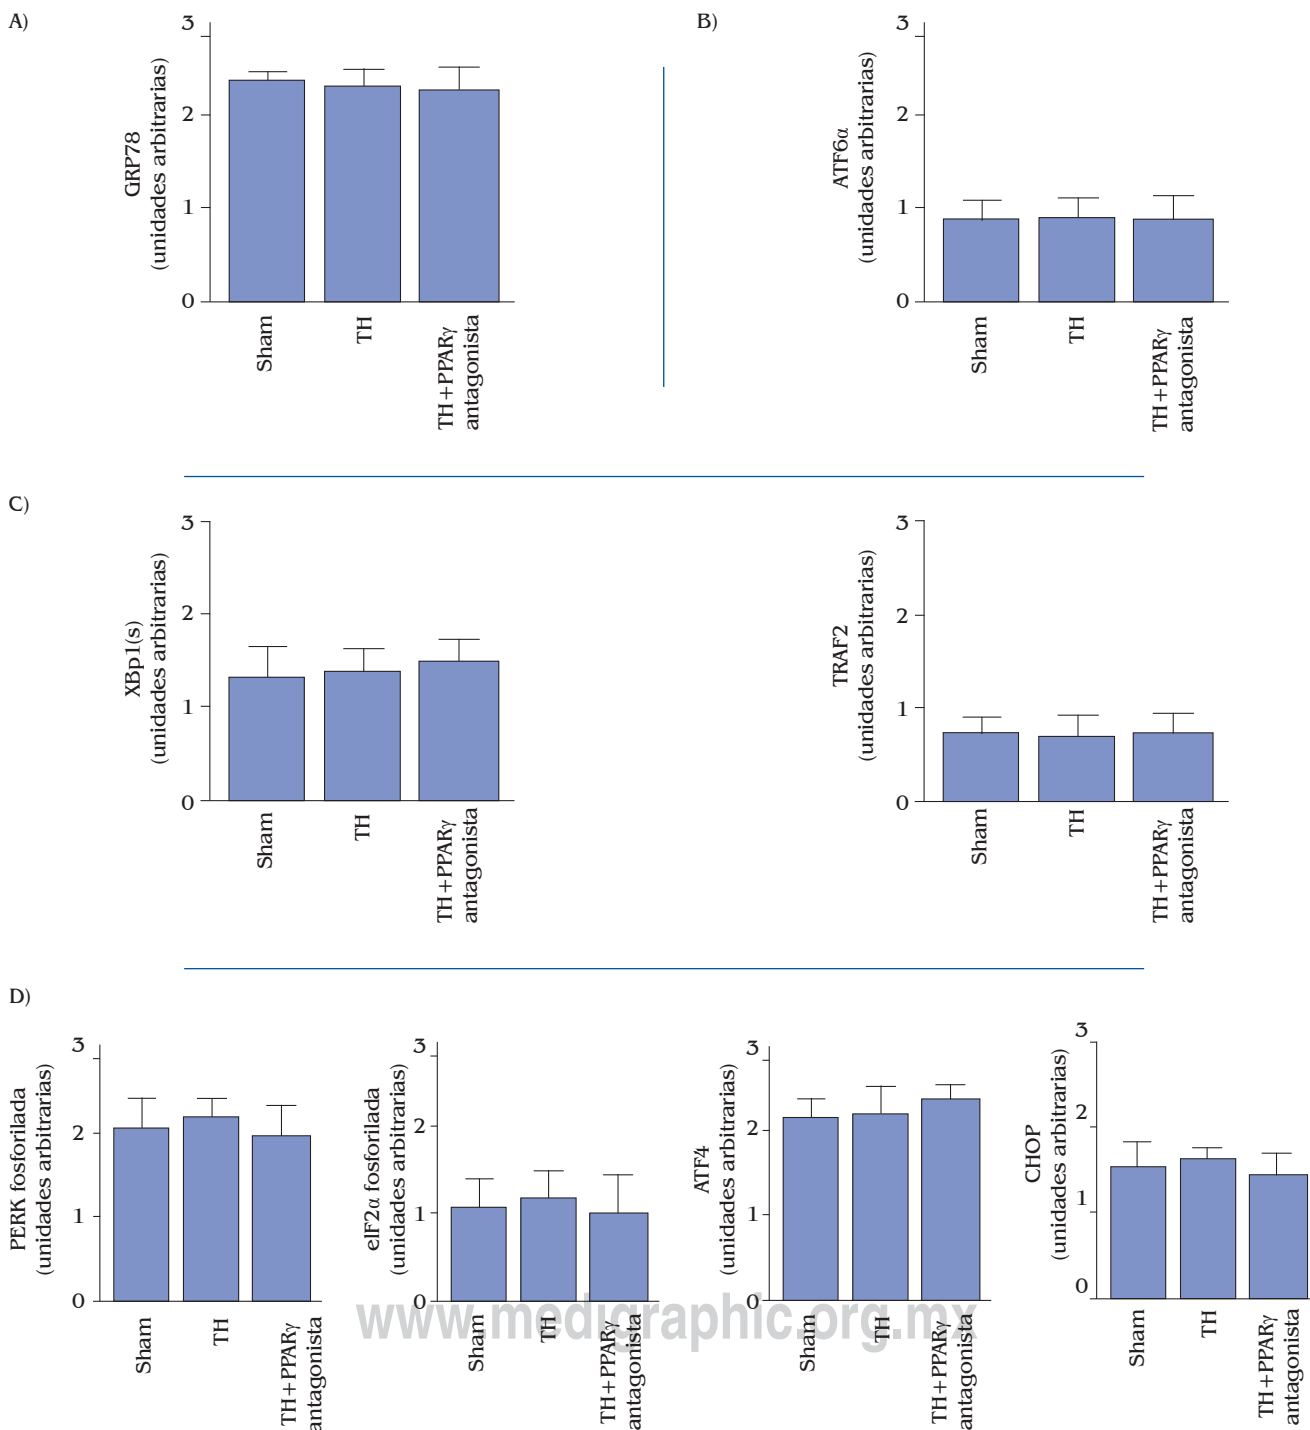 A)
GRP78
(unidades arbitrarias)
3
2
1
0
Sham
TH
TH+PPARγ
antagonista
B)
ATF6α
(unidades arbitrarias)
3
2
1
0
Sham
TH
TH+PPARγ
antagonista
C)
XBp1(s)
(unidades arbitrarias)
3
2
1
0
Sham
TH
TH+PPARγ
antagonista
TRAF2
(unidades arbitrarias)
3
2
1
0
Sham
TH
TH+PPARγ
antagonista
D)
PERK fosforilada
(unidades arbitrarias)
3
2
1
0
Sham
TH
TH+PPARγ
antagonista
eIF2α fosforilada
(unidades arbitrarias)
3
2
1
0
Sham
TH
TH+PPARγ
antagonista
ATF4
(unidades arbitrarias)
3
2
1
0
Sham
TH
TH+PPARγ
antagonista
CHOP
(unidades arbitrarias)
3
2
1
0
Sham
TH
TH+PPARγ
antagonista
www.medigraphic.org.mx